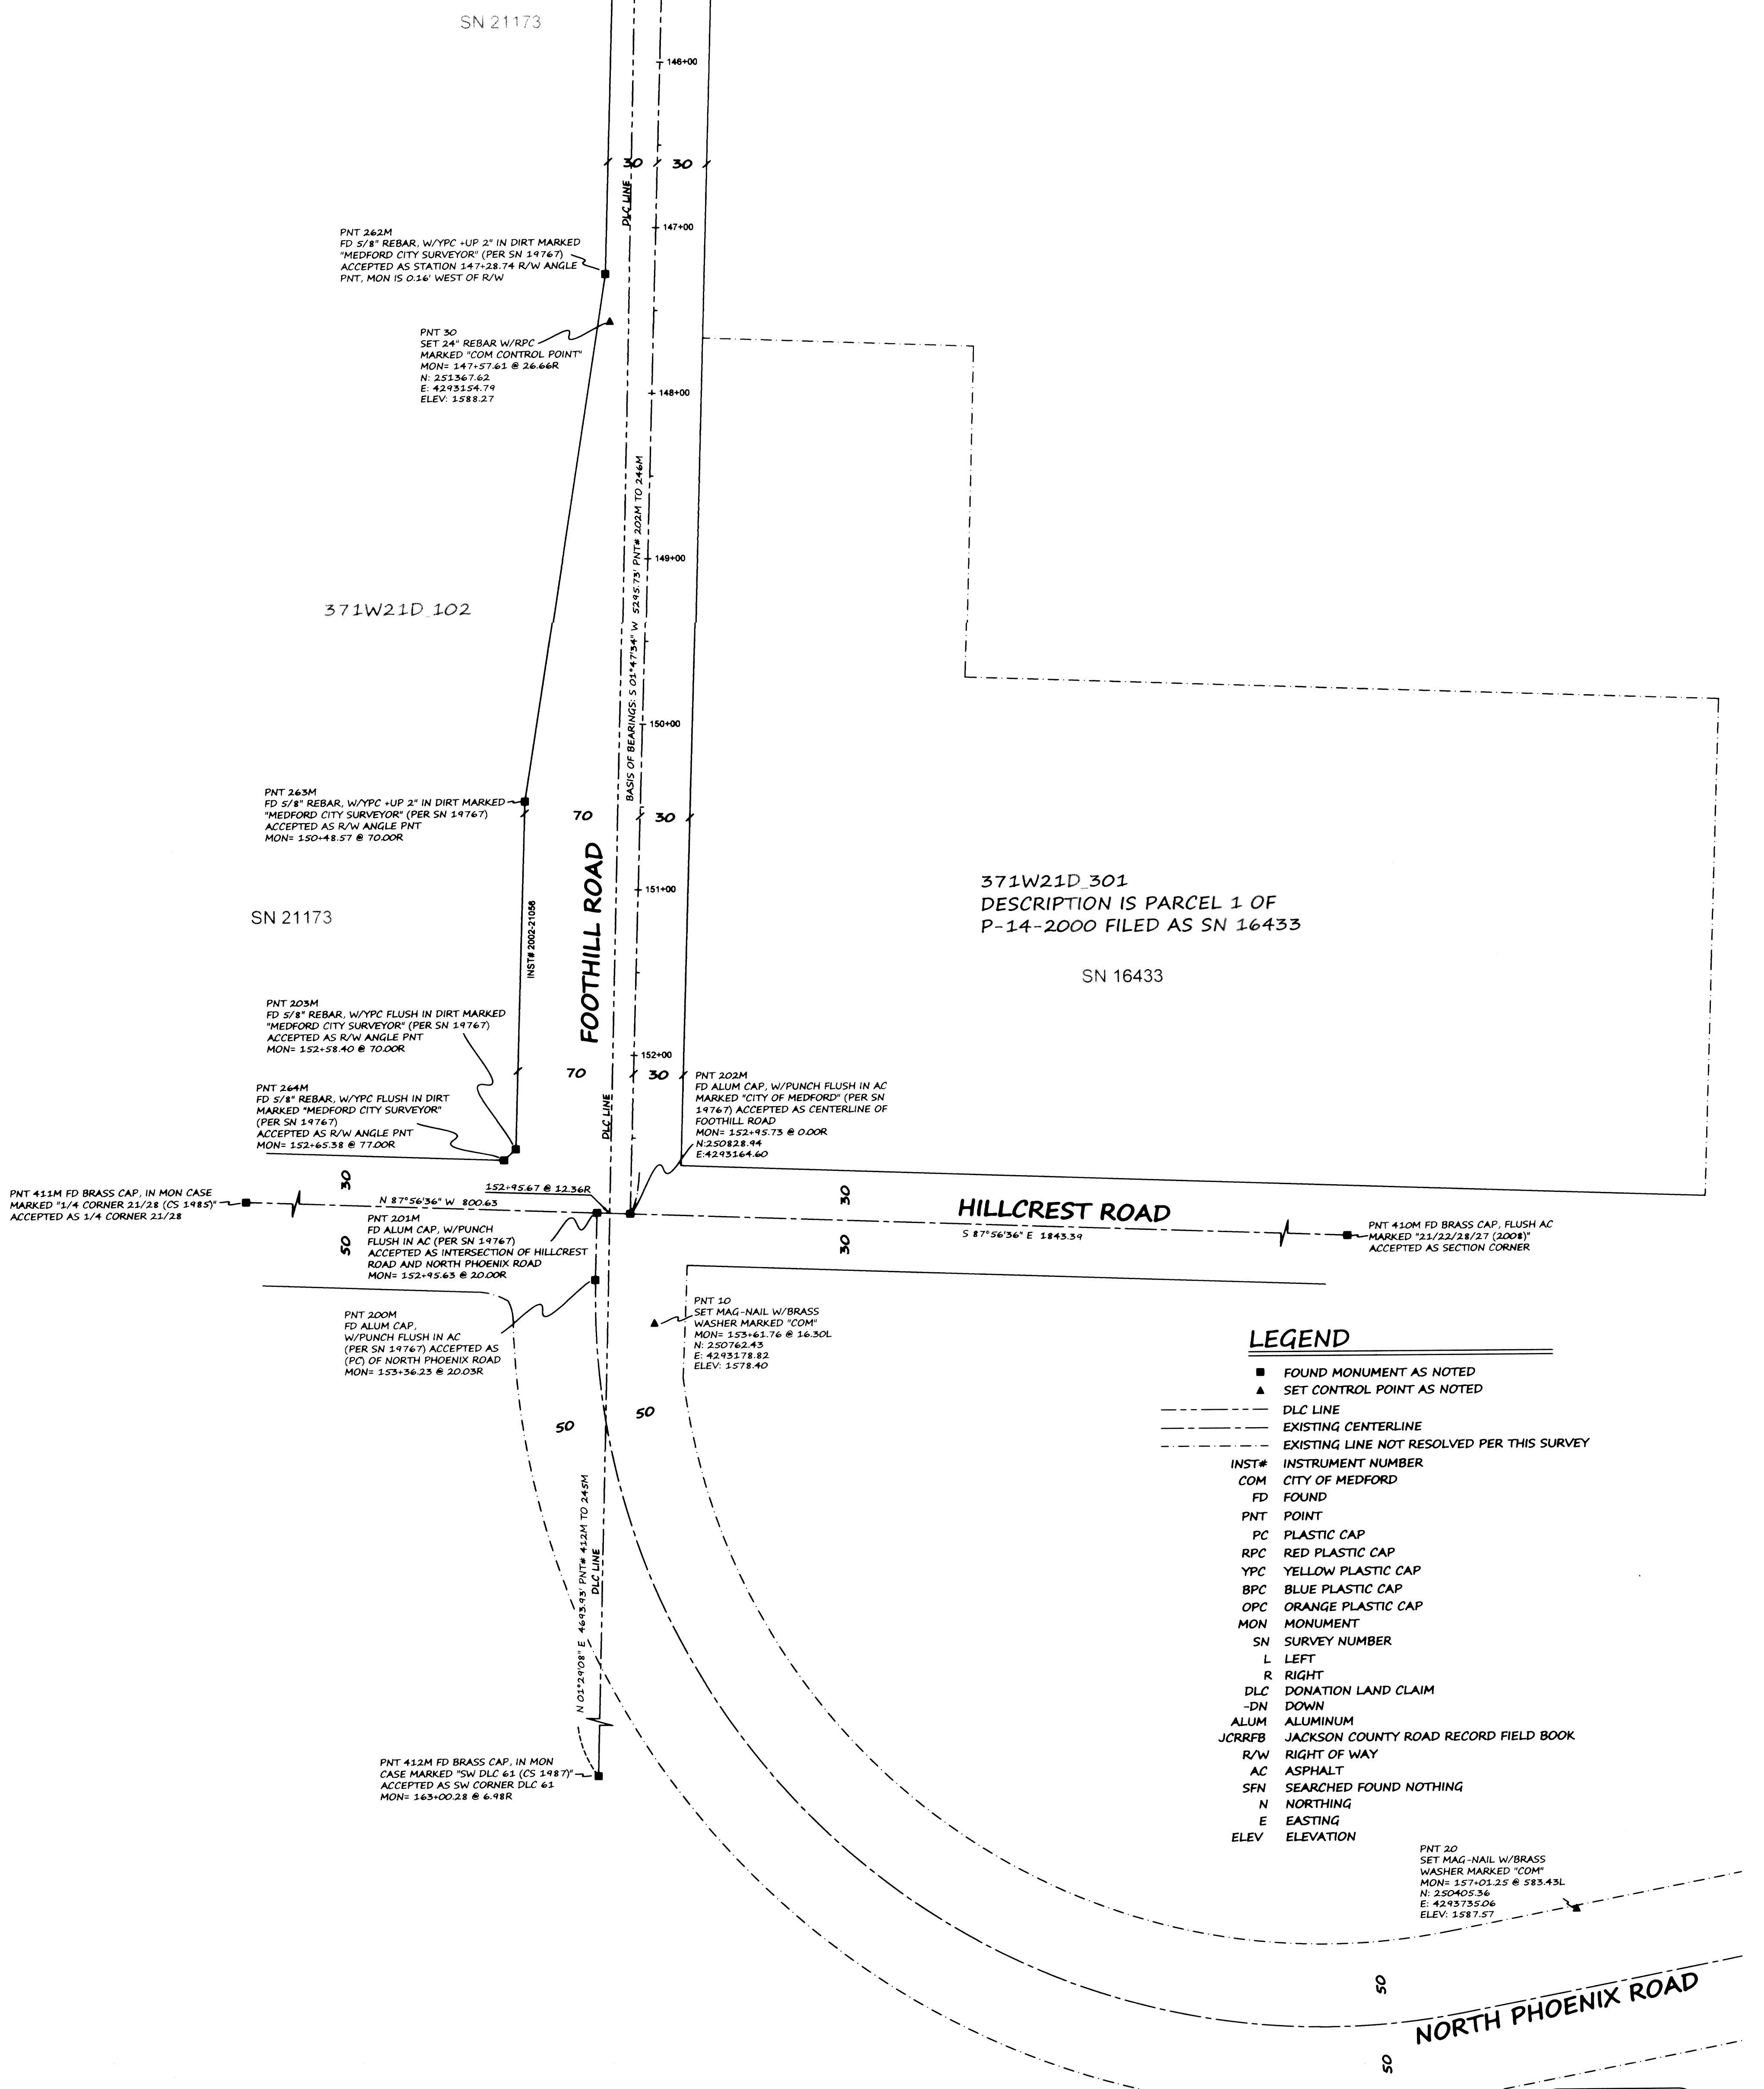 SN 21173
146+00
30
30
DLC LINE
147+00
PNT 262M
FD 5/8" REBAR, W/YPC +UP 2" IN DIRT MARKED
"MEDFORD CITY SURVEYOR" (PER SN 19767)
ACCEPTED AS STATION 147+28.74 R/W ANGLE
PNT, MON IS 0.16' WEST OF R/W
PNT 30
SET 24" REBAR W/RPC
MARKED "COM CONTROL POINT"
MON= 147+57.61 @ 26.66R
N: 251367.62
E: 4293154.79
ELEV: 1588.27
148+00
BASIS OF BEARINGS: S 01°47'34" W 5295.73' PNT# 202M TO 246M
149+00
371W21D_102
150+00
PNT 263M
FD 5/8" REBAR, W/YPC +UP 2" IN DIRT MARKED
"MEDFORD CITY SURVEYOR" (PER SN 19767)
ACCEPTED AS R/W ANGLE PNT
MON= 150+48.57 @ 70.00R
70
30
FOOTHILL ROAD
151+00
371W21D_301
DESCRIPTION IS PARCEL 1 OF
P-14-2000 FILED AS SN 16433
SN 16433
SN 21173
INST# 2002-21056
PNT 203M
FD 5/8" REBAR, W/YPC FLUSH IN DIRT MARKED
"MEDFORD CITY SURVEYOR" (PER SN 19767)
ACCEPTED AS R/W ANGLE PNT
MON= 152+58.40 @ 70.00R
152+00
70
30
PNT 264M
FD 5/8" REBAR, W/YPC FLUSH IN DIRT
MARKED "MEDFORD CITY SURVEYOR"
(PER SN 19767)
ACCEPTED AS R/W ANGLE PNT
MON= 152+65.38 @ 77.00R
DLC LINE
PNT 202M
FD ALUM CAP, W/PUNCH FLUSH IN AC
MARKED "CITY OF MEDFORD" (PER SN
19767) ACCEPTED AS CENTERLINE OF
FOOTHILL ROAD
MON= 152+95.73 @ 0.00R
N:250828.94
E:4293164.60
PNT 411M FD BRASS CAP, IN MON CASE
MARKED "1/4 CORNER 21/28 (CS 1985)"
ACCEPTED AS 1/4 CORNER 21/28
30
152+95.67 @ 12.36R
N 87°56'36" W 800.63
30
HILLCREST ROAD
S 87°56'36" E 1843.39
PNT 410M FD BRASS CAP, FLUSH AC
MARKED "21/22/28/27 (2008)"
ACCEPTED AS SECTION CORNER
50
PNT 201M
FD ALUM CAP, W/PUNCH
FLUSH IN AC (PER SN 19767)
ACCEPTED AS INTERSECTION OF HILLCREST
ROAD AND NORTH PHOENIX ROAD
MON= 152+95.63 @ 20.00R
30
PNT 200M
FD ALUM CAP,
W/PUNCH FLUSH IN AC
(PER SN 19767) ACCEPTED AS
(PC) OF NORTH PHOENIX ROAD
MON= 153+36.23 @ 20.03R
PNT 10
SET MAG-NAIL W/BRASS
WASHER MARKED "COM"
MON= 153+61.76 @ 16.30L
N: 250762.43
E: 4293178.82
ELEV: 1578.40
50
50
N 01°29'08" E 4693.93' PNT# 412M TO 245M
DLC LINE
PNT 412M FD BRASS CAP, IN MON
CASE MARKED "SW DLC 61 (CS 1987)"
ACCEPTED AS SW CORNER DLC 61
MON= 163+00.28 @ 6.98R
LEGEND
FOUND MONUMENT AS NOTED
SET CONTROL POINT AS NOTED
DLC LINE
EXISTING CENTERLINE
EXISTING LINE NOT RESOLVED PER THIS SURVEY
INST# INSTRUMENT NUMBER
COM CITY OF MEDFORD
FD FOUND
PNT POINT
PC PLASTIC CAP
RPC RED PLASTIC CAP
YPC YELLOW PLASTIC CAP
BPC BLUE PLASTIC CAP
OPC ORANGE PLASTIC CAP
MON MONUMENT
SN SURVEY NUMBER
L LEFT
R RIGHT
DLC DONATION LAND CLAIM
-DN DOWN
ALUM ALUMINUM
JCRRFB JACKSON COUNTY ROAD RECORD FIELD BOOK
R/W RIGHT OF WAY
AC ASPHALT
SFN SEARCHED FOUND NOTHING
N NORTHING
E EASTING
ELEV ELEVATION
PNT 20
SET MAG-NAIL W/BRASS
WASHER MARKED "COM"
MON= 157+01.25 @ 583.43L
N: 250405.36
E: 4293735.06
ELEV: 1587.57
50
NORTH PHOENIX ROAD
50